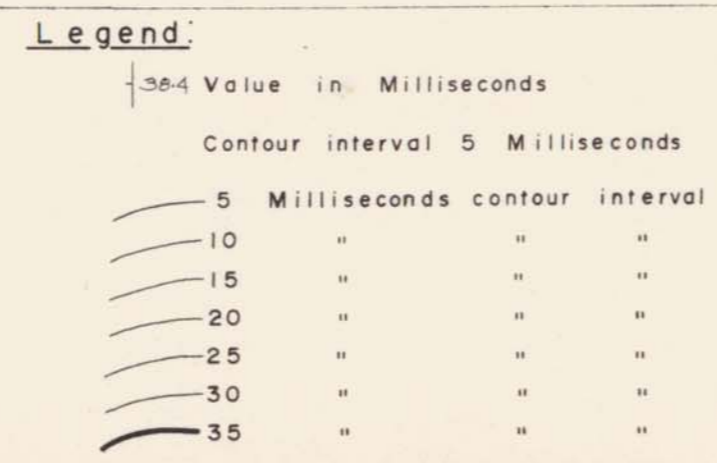 Legend:
38.4 Value in Milliseconds
Contour interval 5 Milliseconds
5 Milliseconds contour interval
10 " " "
15 " " "
20 " " "
25 " " "
30 " " "
35 " " "